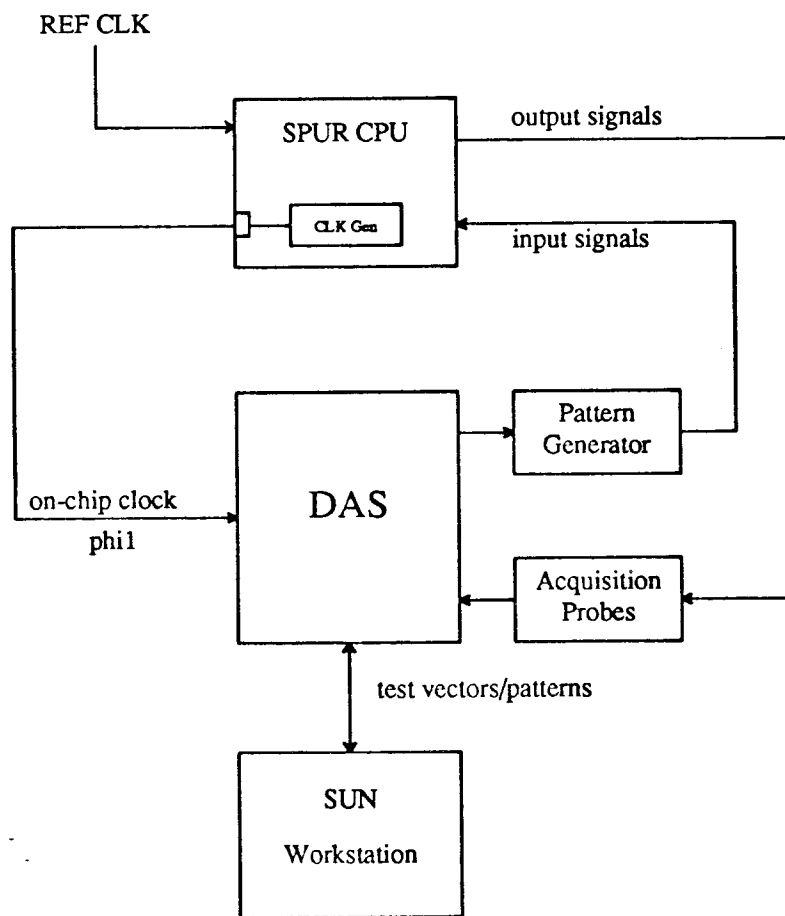 REF CLK
SPUR CPU
output signals
CLK Gen
input signals
Pattern
Generator
DAS
on-chip clock
phi1
Acquisition
Probes
test vectors/patterns
SUN
Workstation